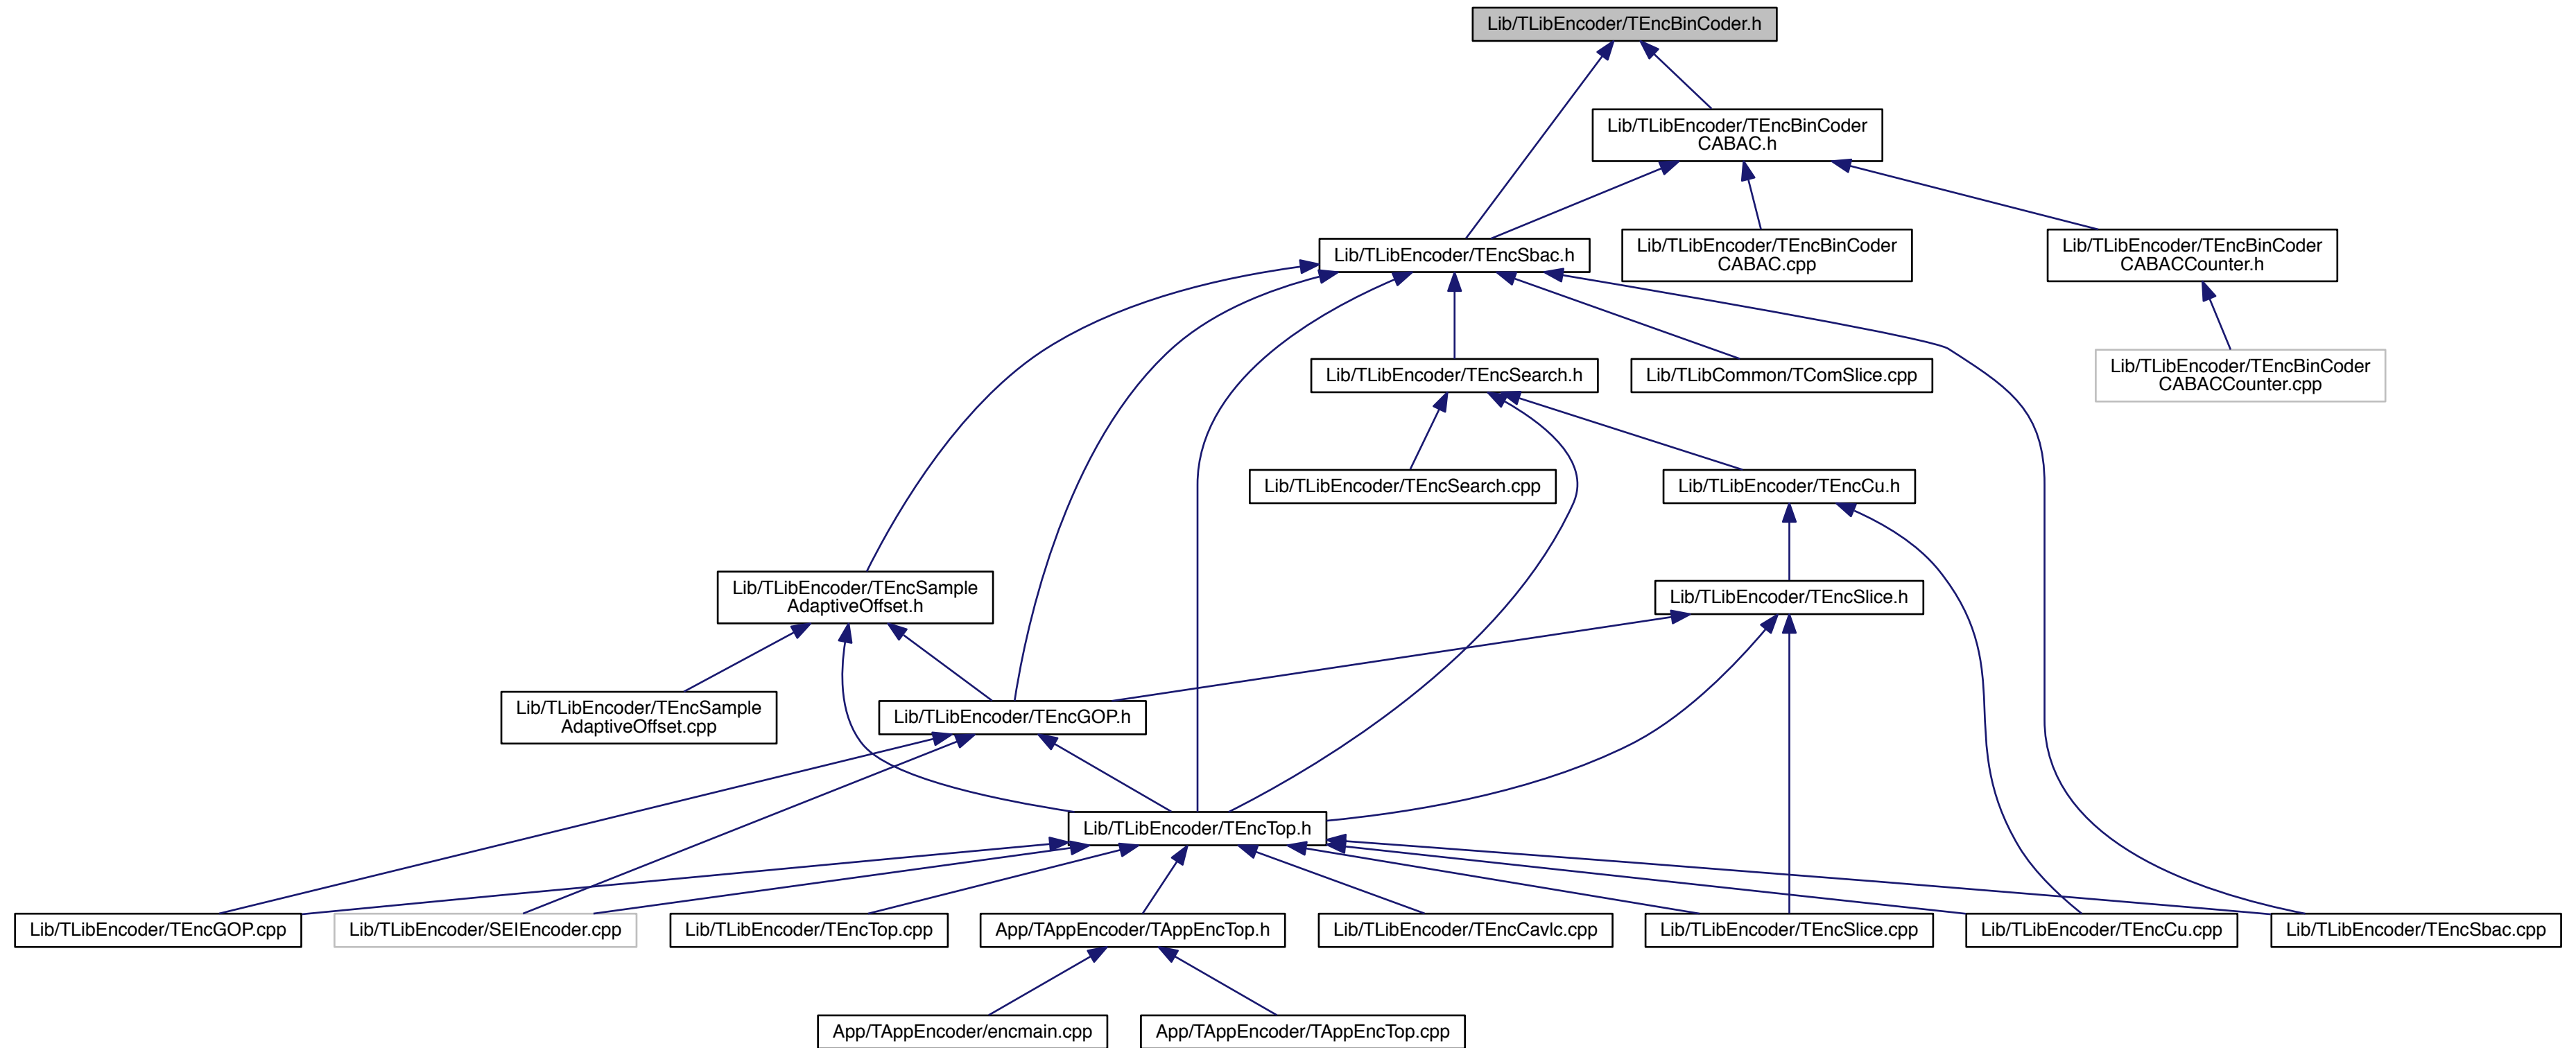 Lib/TLibEncoder/TEncBinCoder.h
Lib/TLibEncoder/TEncBinCoder
CABAC.h
Lib/TLibEncoder/TEncSbac.h
Lib/TLibEncoder/TEncBinCoder
CABAC.cpp
Lib/TLibEncoder/TEncBinCoder
CABACCounter.h
Lib/TLibEncoder/TEncSearch.h
Lib/TLibCommon/TComSlice.cpp
Lib/TLibEncoder/TEncBinCoder
CABACCounter.cpp
Lib/TLibEncoder/TEncSearch.cpp
Lib/TLibEncoder/TEncCu.h
Lib/TLibEncoder/TEncSample
AdaptiveOffset.h
Lib/TLibEncoder/TEncSlice.h
Lib/TLibEncoder/TEncSample
AdaptiveOffset.cpp
Lib/TLibEncoder/TEncGOP.h
Lib/TLibEncoder/TEncTop.h
Lib/TLibEncoder/TEncGOP.cpp
Lib/TLibEncoder/SEIEncoder.cpp
Lib/TLibEncoder/TEncTop.cpp
App/TAppEncoder/TAppEncTop.h
Lib/TLibEncoder/TEncCavlc.cpp
Lib/TLibEncoder/TEncSlice.cpp
Lib/TLibEncoder/TEncCu.cpp
Lib/TLibEncoder/TEncSbac.cpp
App/TAppEncoder/encmain.cpp
App/TAppEncoder/TAppEncTop.cpp